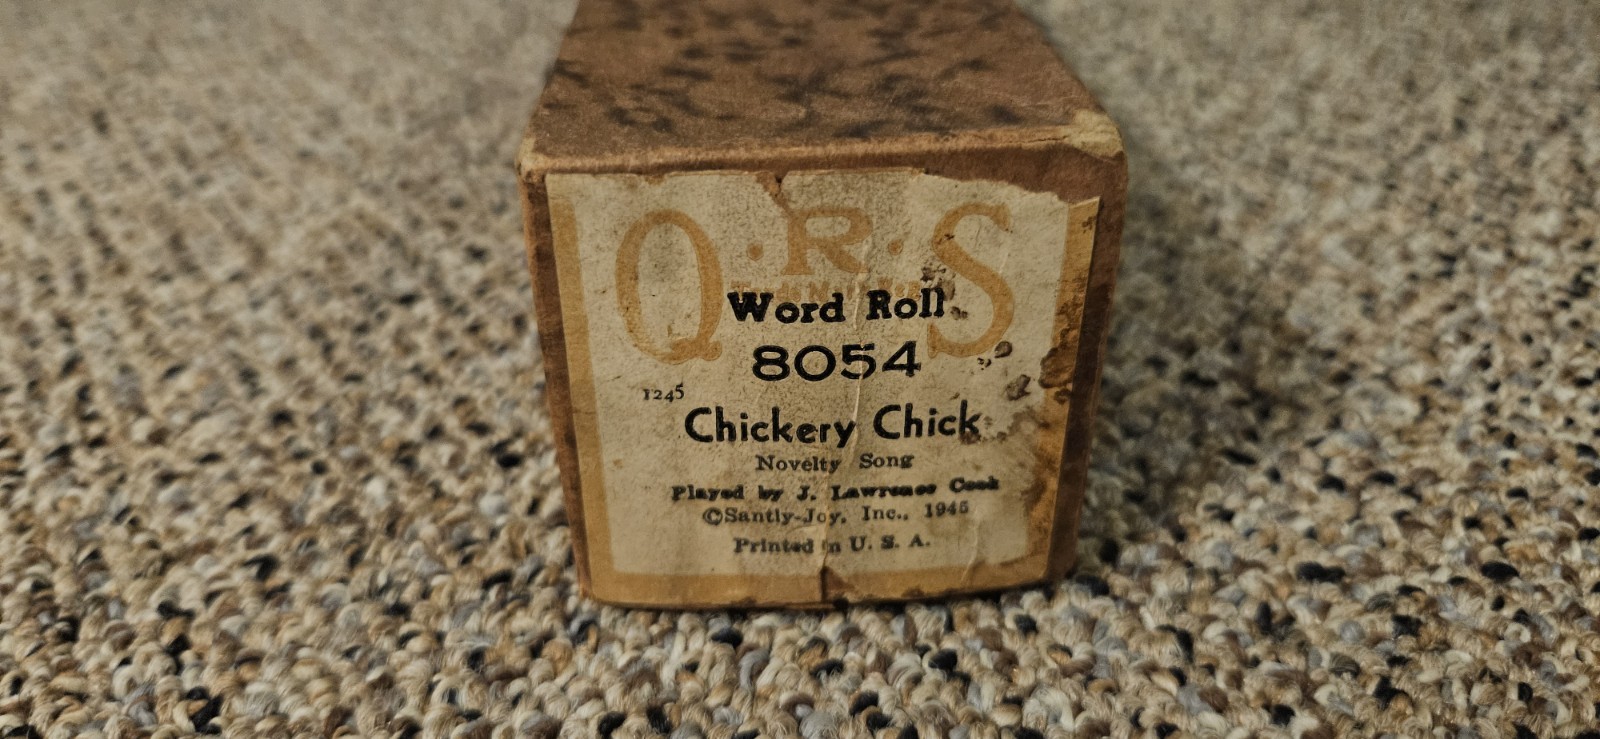 Q·R·S
Word Roll
8054
1245
Chickery Chick
Novelty Song
Played by J. Lawrence Cook
©Santly-Joy, Inc., 1945
Printed in U. S. A.